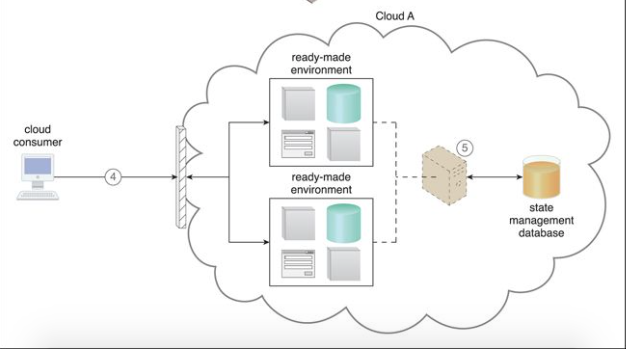 Cloud A
ready-made
environment
cloud
consumer
4
5
ready-made
environment
state
management
database